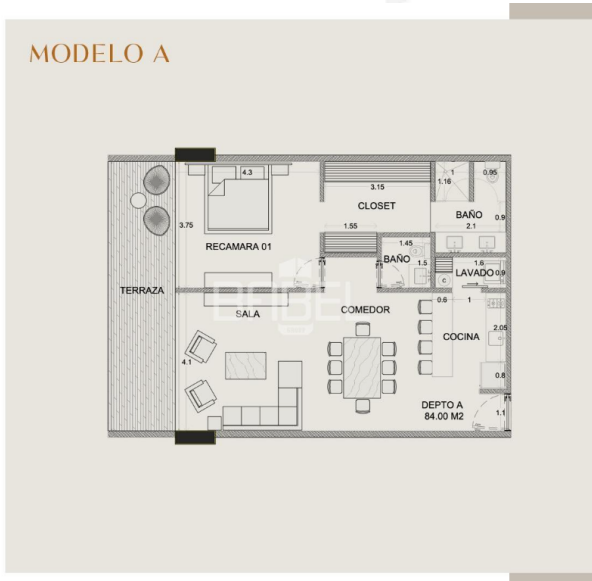 MODELO A
4.3
1
0.95
1.16
3.15
CLOSET
BAÑO
0.9
3.75
1.55
2.1
RECAMARA 01
1.45
BAÑO
1.5
1.6
LAVADO
0.9
C
TERRAZA
BABEL
SALA
COMEDOR
0.6
1
COCINA
2.05
4.1
0.8
DEPTO A
84.00 M2
1.1